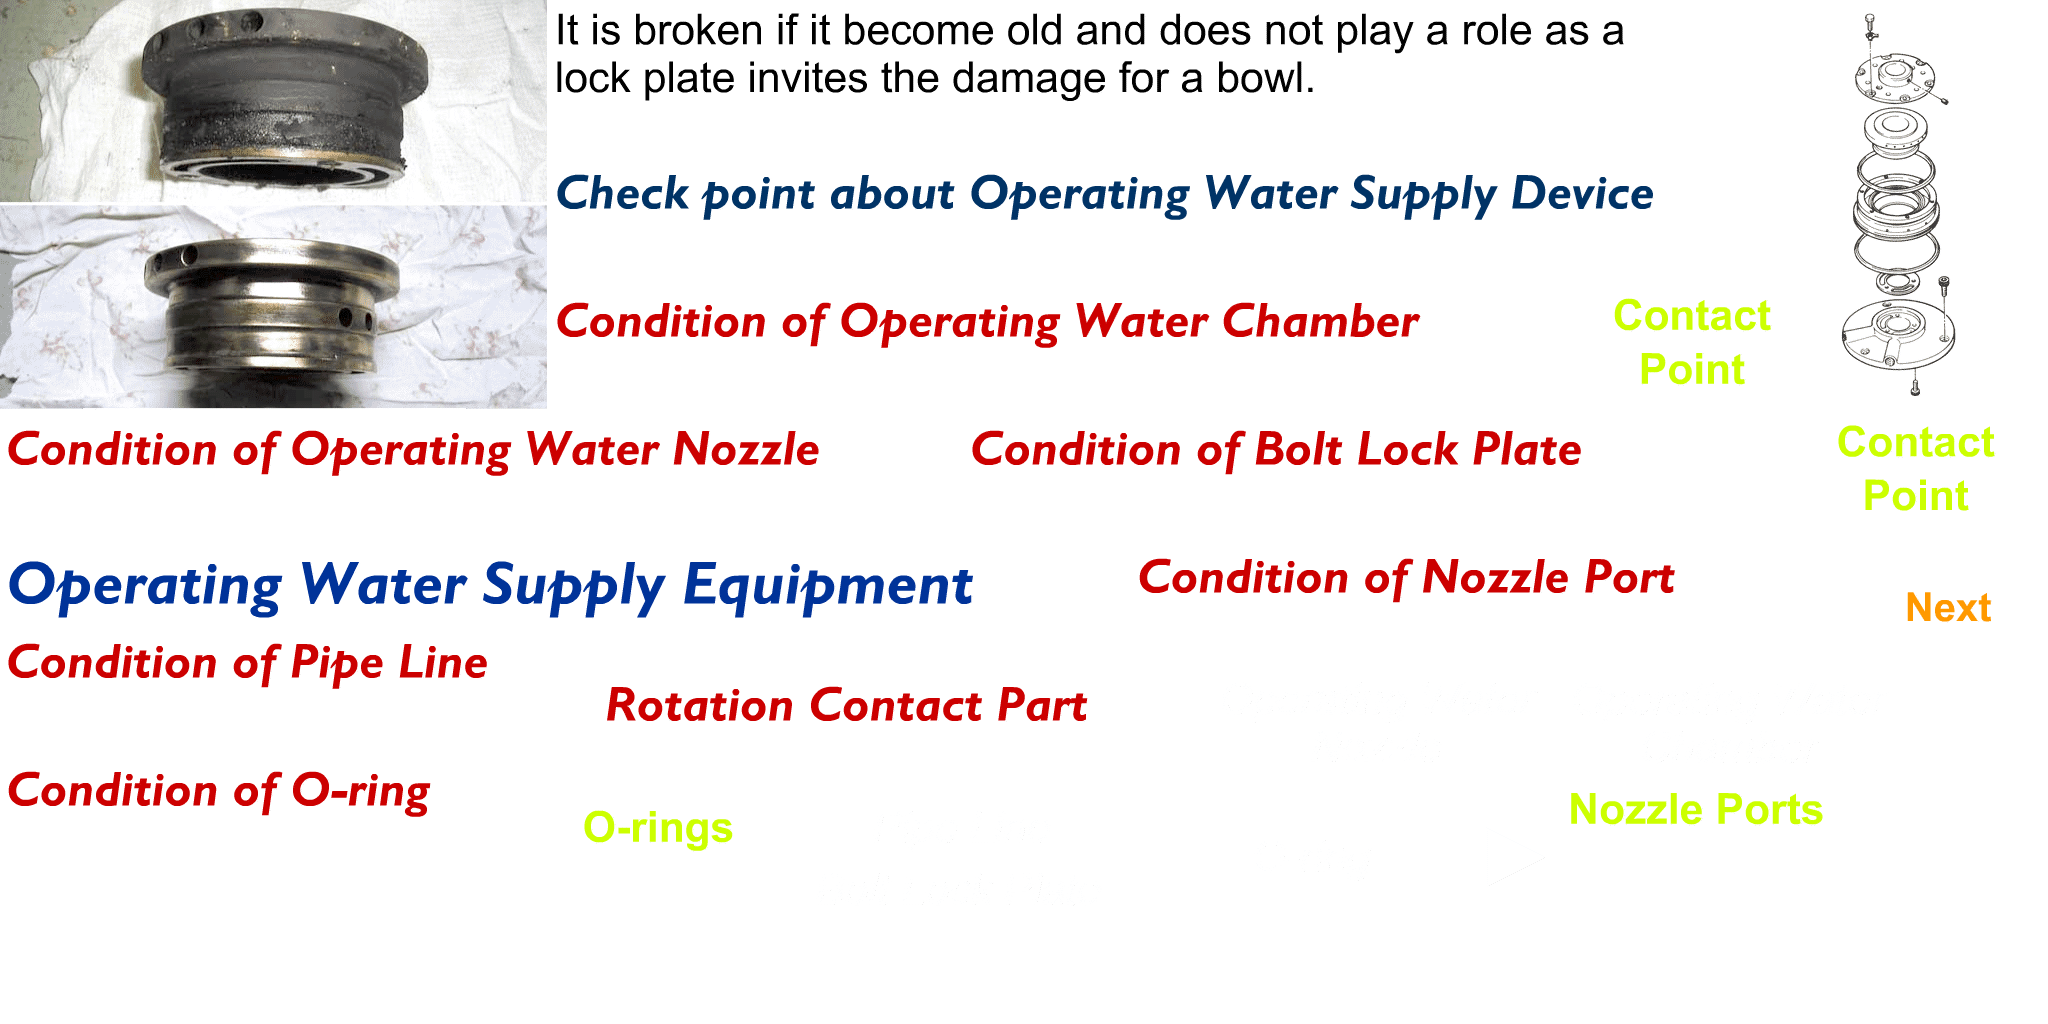 It is broken if it become old and does not play a role as a
lock plate invites the damage for a bowl.
Check point about Operating Water Supply Device
Condition of Operating Water Chamber
Contact
Point
Condition of Operating Water Nozzle
Condition of Bolt Lock Plate
Contact
Point
Operating Water Supply Equipment
Condition of Nozzle Port
Next
Condition of Pipe Line
Rotation Contact Part
Condition of O-ring
O-rings
Nozzle Ports